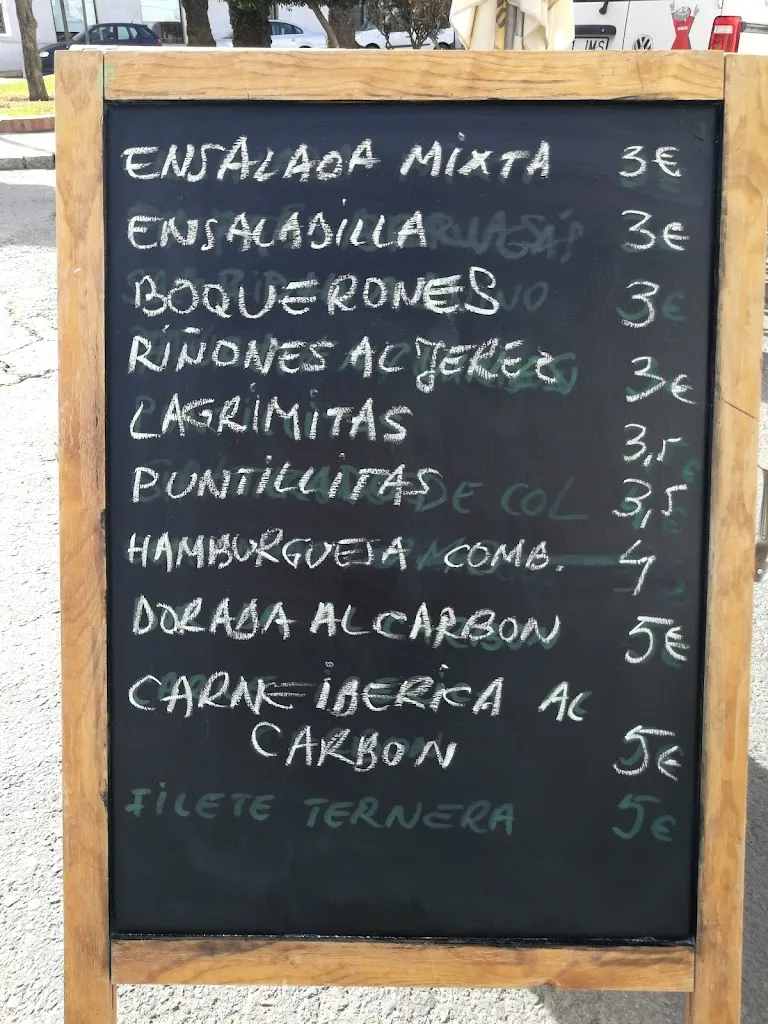 ENSALADA MIXTA 3€
ENSALADILLA 3€
BOQUERONES 3
RIÑONES AL JEREZ 3€
LAGRIMITAS 3,5
PUNTILLITAS 3,5
HAMBURGUESA COMB. 4
DORADA AL CARBON 5€
CARNE IBERICA AL
CARBON 5€
FILETE TERNERA 5€